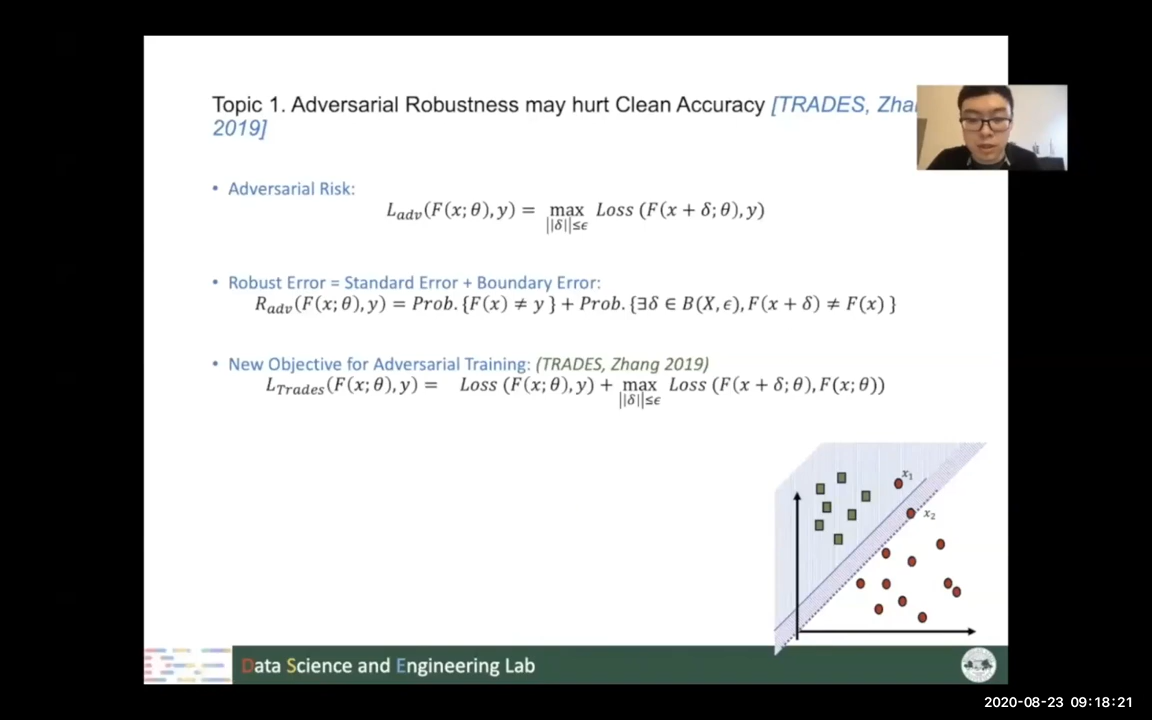 Topic 1. Adversarial Robustness may hurt Clean Accuracy [TRADES,
2019]
• Adversarial Risk:
L_adv(F(x; θ), y) = max_{||δ||≤ϵ} Loss (F(x + δ; θ), y)
• Robust Error = Standard Error + Boundary Error:
R_adv(F(x; θ), y) = Prob. {F(x) ≠ y } + Prob. {∃δ ∈ B(X, ϵ), F(x + δ) ≠ F(x) }
• New Objective for Adversarial Training: (TRADES, Zhang 2019)
L_Trades(F(x; θ), y) = Loss (F(x; θ), y) + max_{||δ||≤ϵ} Loss (F(x + δ; θ), F(x; θ))
x₁
x₂
Data Science and Engineering Lab
2020-08-23 09:18:21